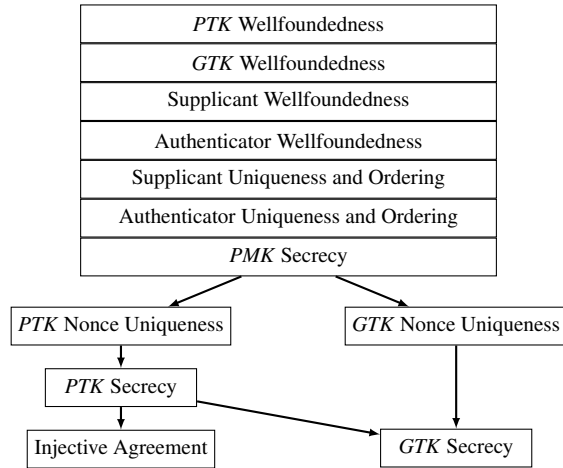 PTK Wellfoundedness
GTK Wellfoundedness
Supplicant Wellfoundedness
Authenticator Wellfoundedness
Supplicant Uniqueness and Ordering
Authenticator Uniqueness and Ordering
PMK Secrecy
PTK Nonce Uniqueness
GTK Nonce Uniqueness
PTK Secrecy
Injective Agreement
GTK Secrecy